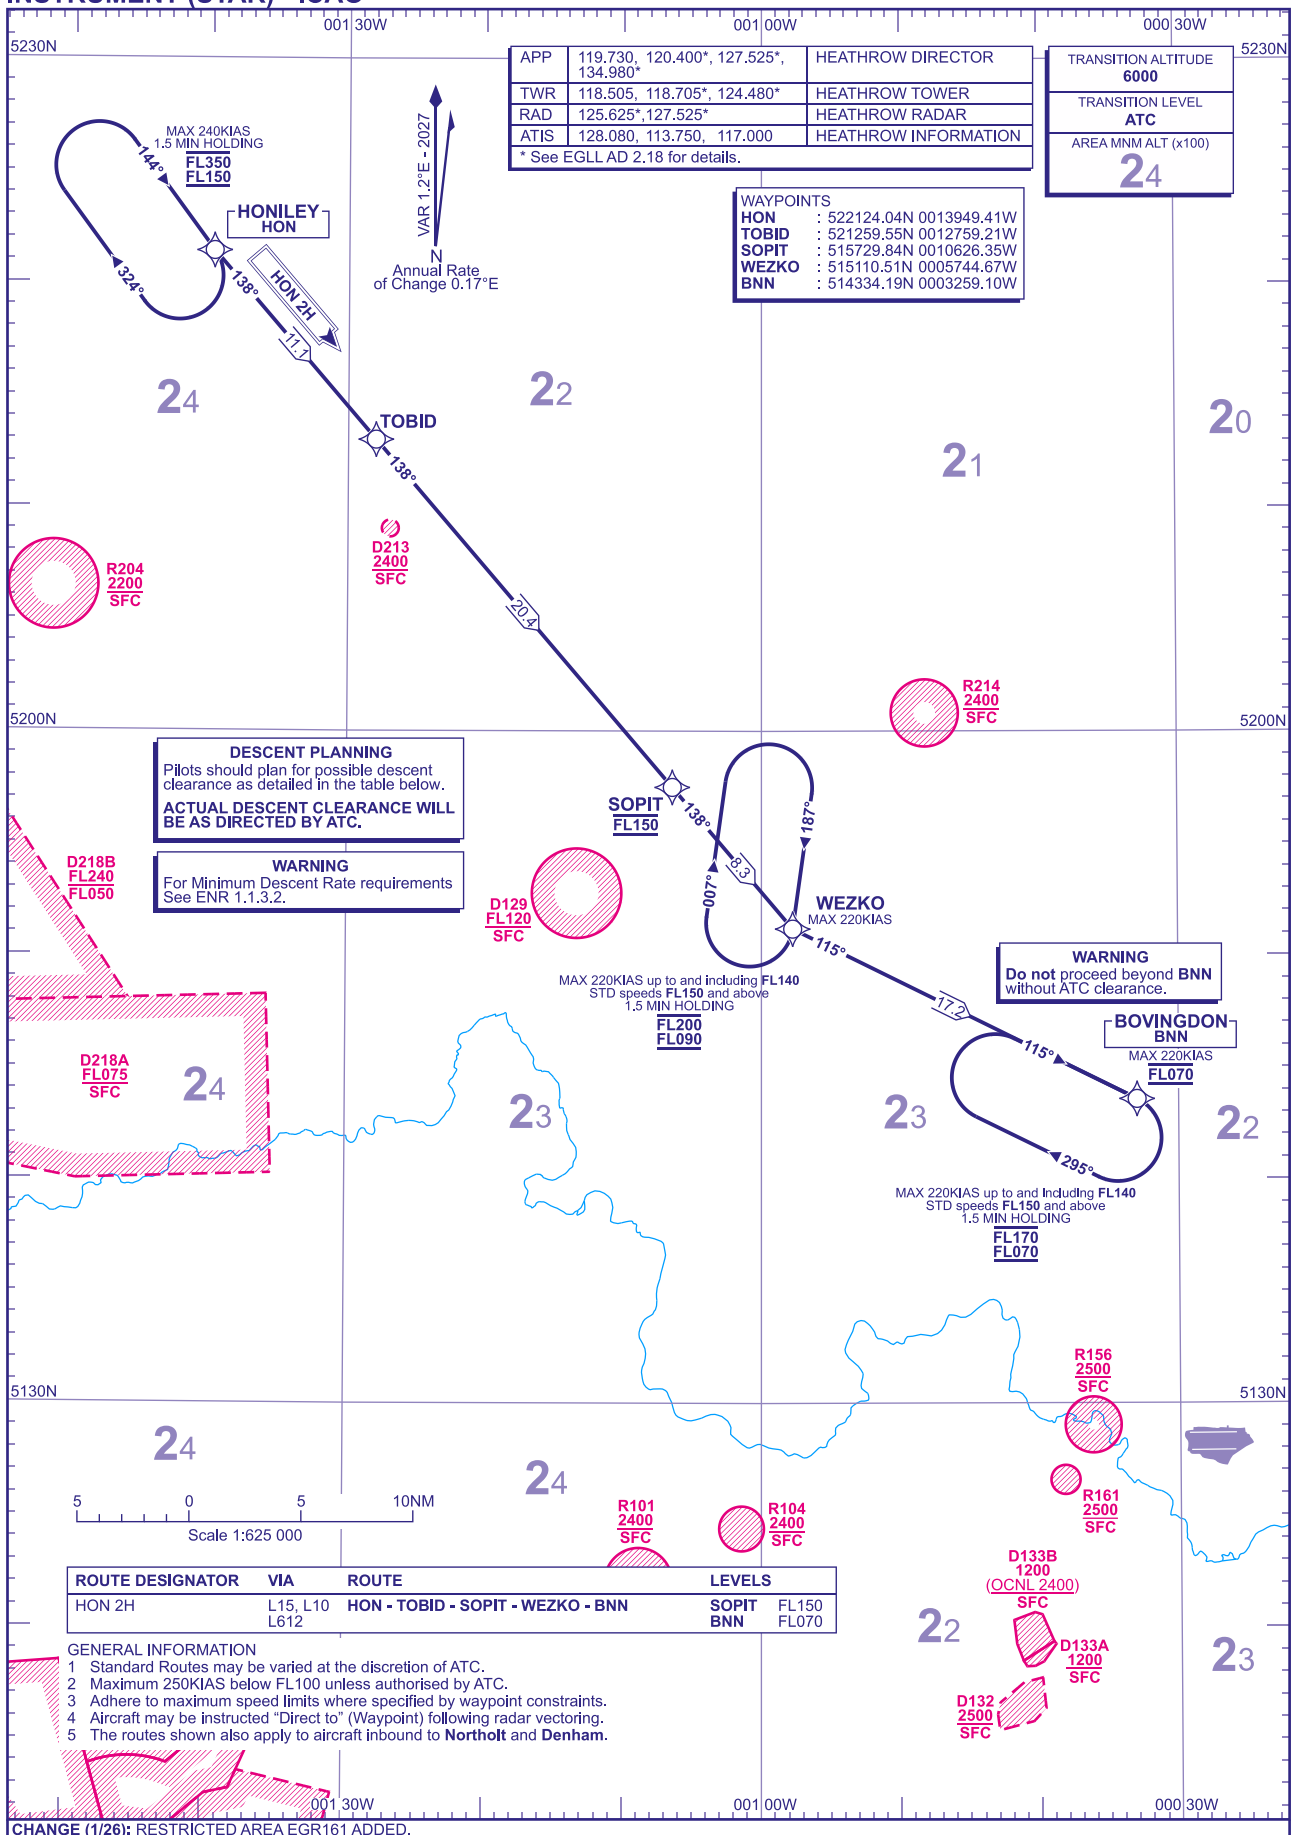 INSTRUMENT (STAR) - ICAO
001 30W
001 00W
000 30W
5230N
5230N
APP 119.730, 120.400*, 127.525*, 134.980* HEATHROW DIRECTOR
TWR 118.505, 118.705*, 124.480* HEATHROW TOWER
RAD 125.625*,127.525* HEATHROW RADAR
ATIS 128.080, 113.750, 117.000 HEATHROW INFORMATION
* See EGLL AD 2.18 for details.
TRANSITION ALTITUDE
6000
TRANSITION LEVEL
ATC
AREA MNM ALT (x100)
24
MAX 240KIAS
1.5 MIN HOLDING
FL350
FL150
144°
324°
HONILEY
HON
VAR 1.2°E - 2027
N
Annual Rate
of Change 0.17°E
WAYPOINTS
HON : 522124.04N 0013949.41W
TOBID : 521259.55N 0012759.21W
SOPIT : 515729.84N 0010626.35W
WEZKO : 515110.51N 0005744.67W
BNN : 514334.19N 0003259.10W
138°
HON 2H
11.1
24
22
20
21
TOBID
138°
D213
2400
SFC
R204
2200
SFC
20.4
R214
2400
SFC
5200N
5200N
DESCENT PLANNING
Pilots should plan for possible descent
clearance as detailed in the table below.
ACTUAL DESCENT CLEARANCE WILL
BE AS DIRECTED BY ATC.
SOPIT
FL150
138°
187°
007°
8.3
WARNING
For Minimum Descent Rate requirements
See ENR 1.1.3.2.
D218B
FL240
FL050
D129
FL120
SFC
WEZKO
MAX 220KIAS
115°
MAX 220KIAS up to and including FL140
STD speeds FL150 and above
1.5 MIN HOLDING
FL200
FL090
WARNING
Do not proceed beyond BNN
without ATC clearance.
17.2
BOVINGDON
BNN
MAX 220KIAS
FL070
115°
295°
D218A
FL075
SFC
24
23
23
22
MAX 220KIAS up to and Including FL140
STD speeds FL150 and above
1.5 MIN HOLDING
FL170
FL070
R156
2500
SFC
5130N
5130N
24
24
R161
2500
SFC
5 0 5 10NM
Scale 1:625 000
R101
2400
SFC
R104
2400
SFC
D133B
1200
(OCNL 2400)
SFC
ROUTE DESIGNATOR VIA ROUTE LEVELS
HON 2H L15, L10 HON - TOBID - SOPIT - WEZKO - BNN SOPIT FL150
L612 BNN FL070
22
23
D133A
1200
SFC
D132
2500
SFC
GENERAL INFORMATION
1 Standard Routes may be varied at the discretion of ATC.
2 Maximum 250KIAS below FL100 unless authorised by ATC.
3 Adhere to maximum speed limits where specified by waypoint constraints.
4 Aircraft may be instructed “Direct to” (Waypoint) following radar vectoring.
5 The routes shown also apply to aircraft inbound to Northolt and Denham.
001 30W
001 00W
000 30W
CHANGE (1/26): RESTRICTED AREA EGR161 ADDED.